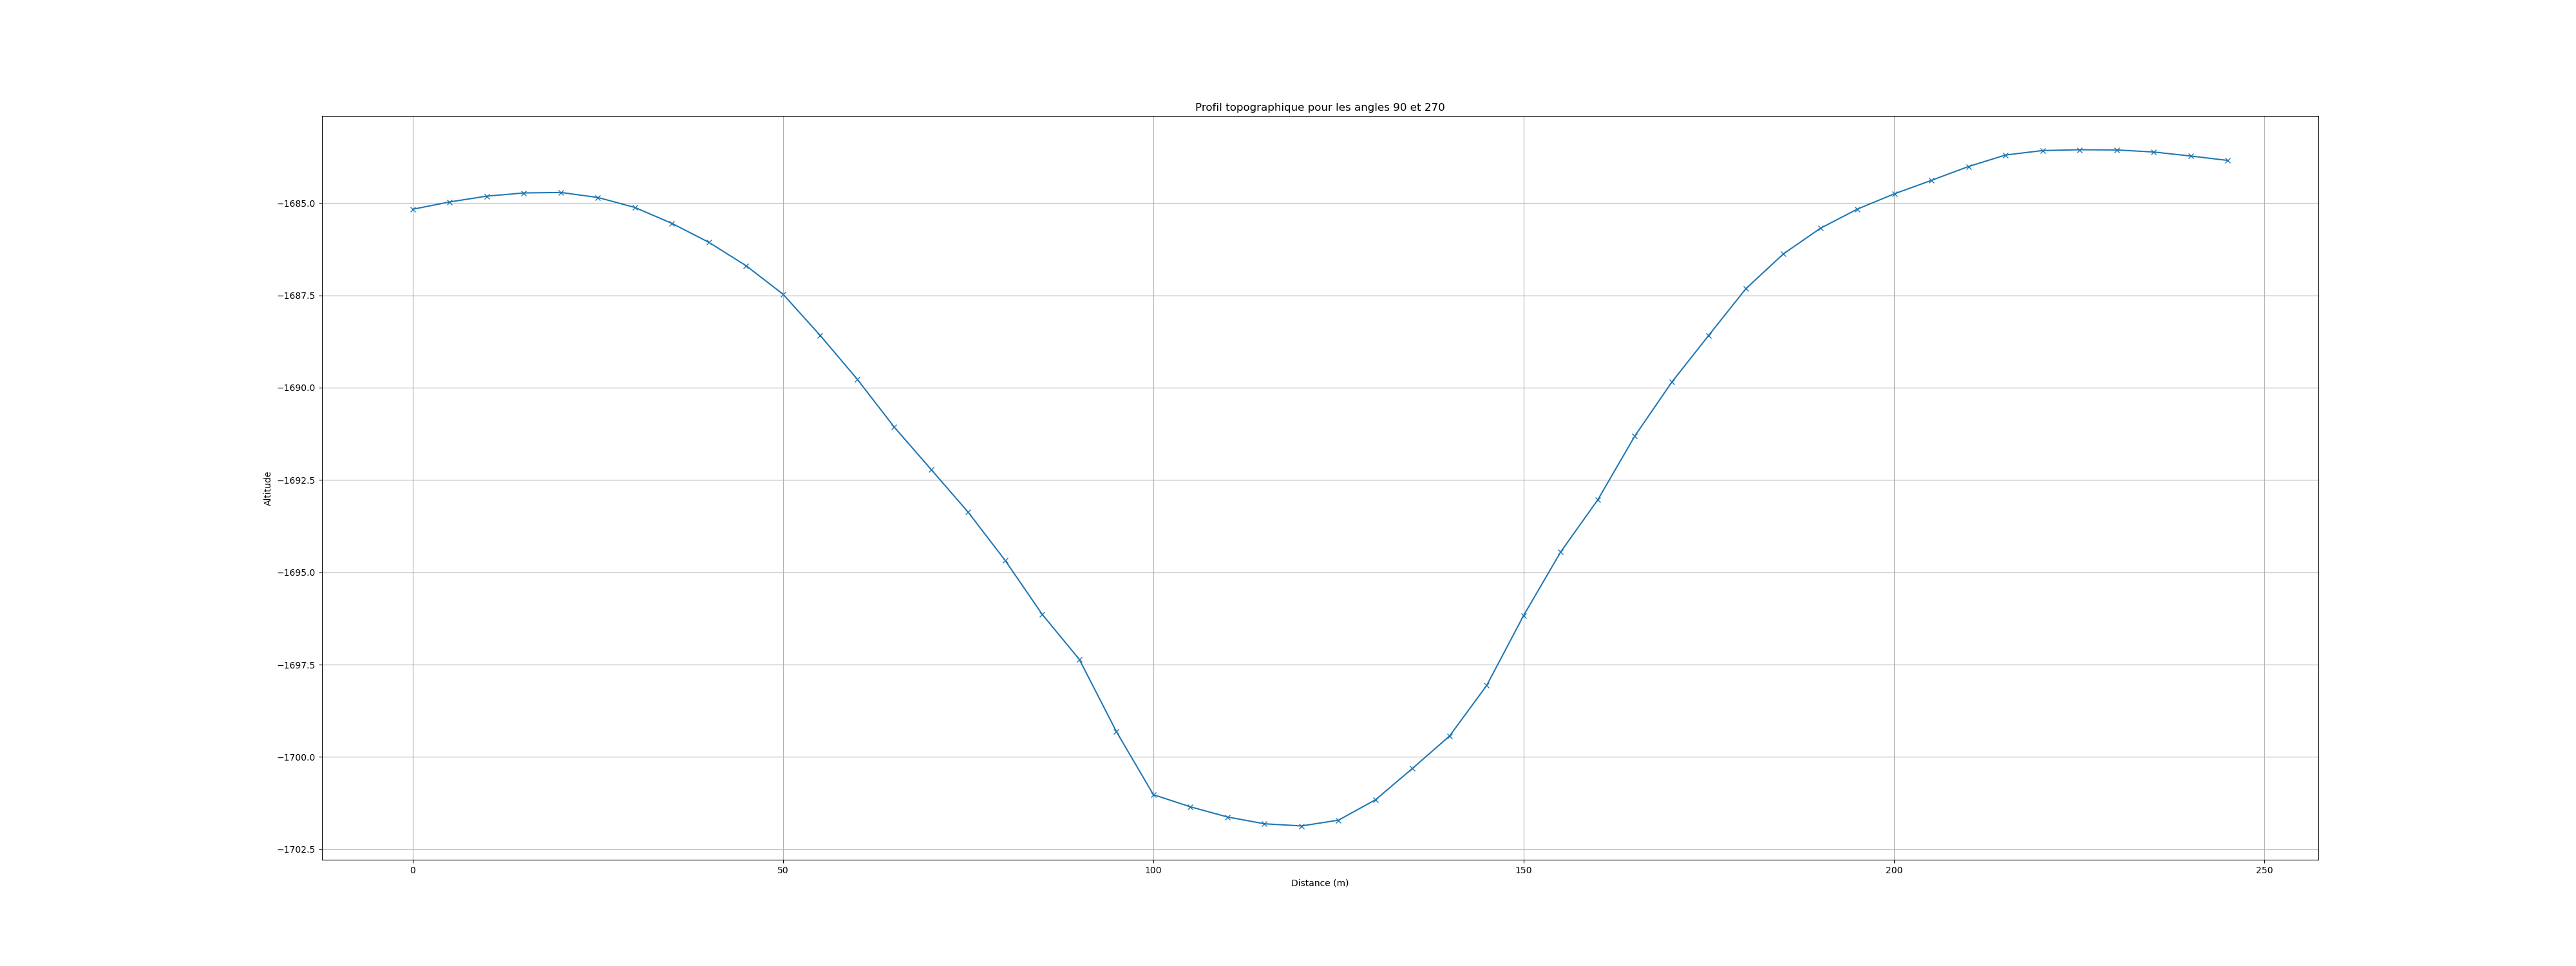 Profil topographique pour les angles 90 et 270
−1685.0
−1687.5
−1690.0
−1692.5
Altitude
−1695.0
−1697.5
−1700.0
−1702.5
0 50 100 150 200 250
Distance (m)